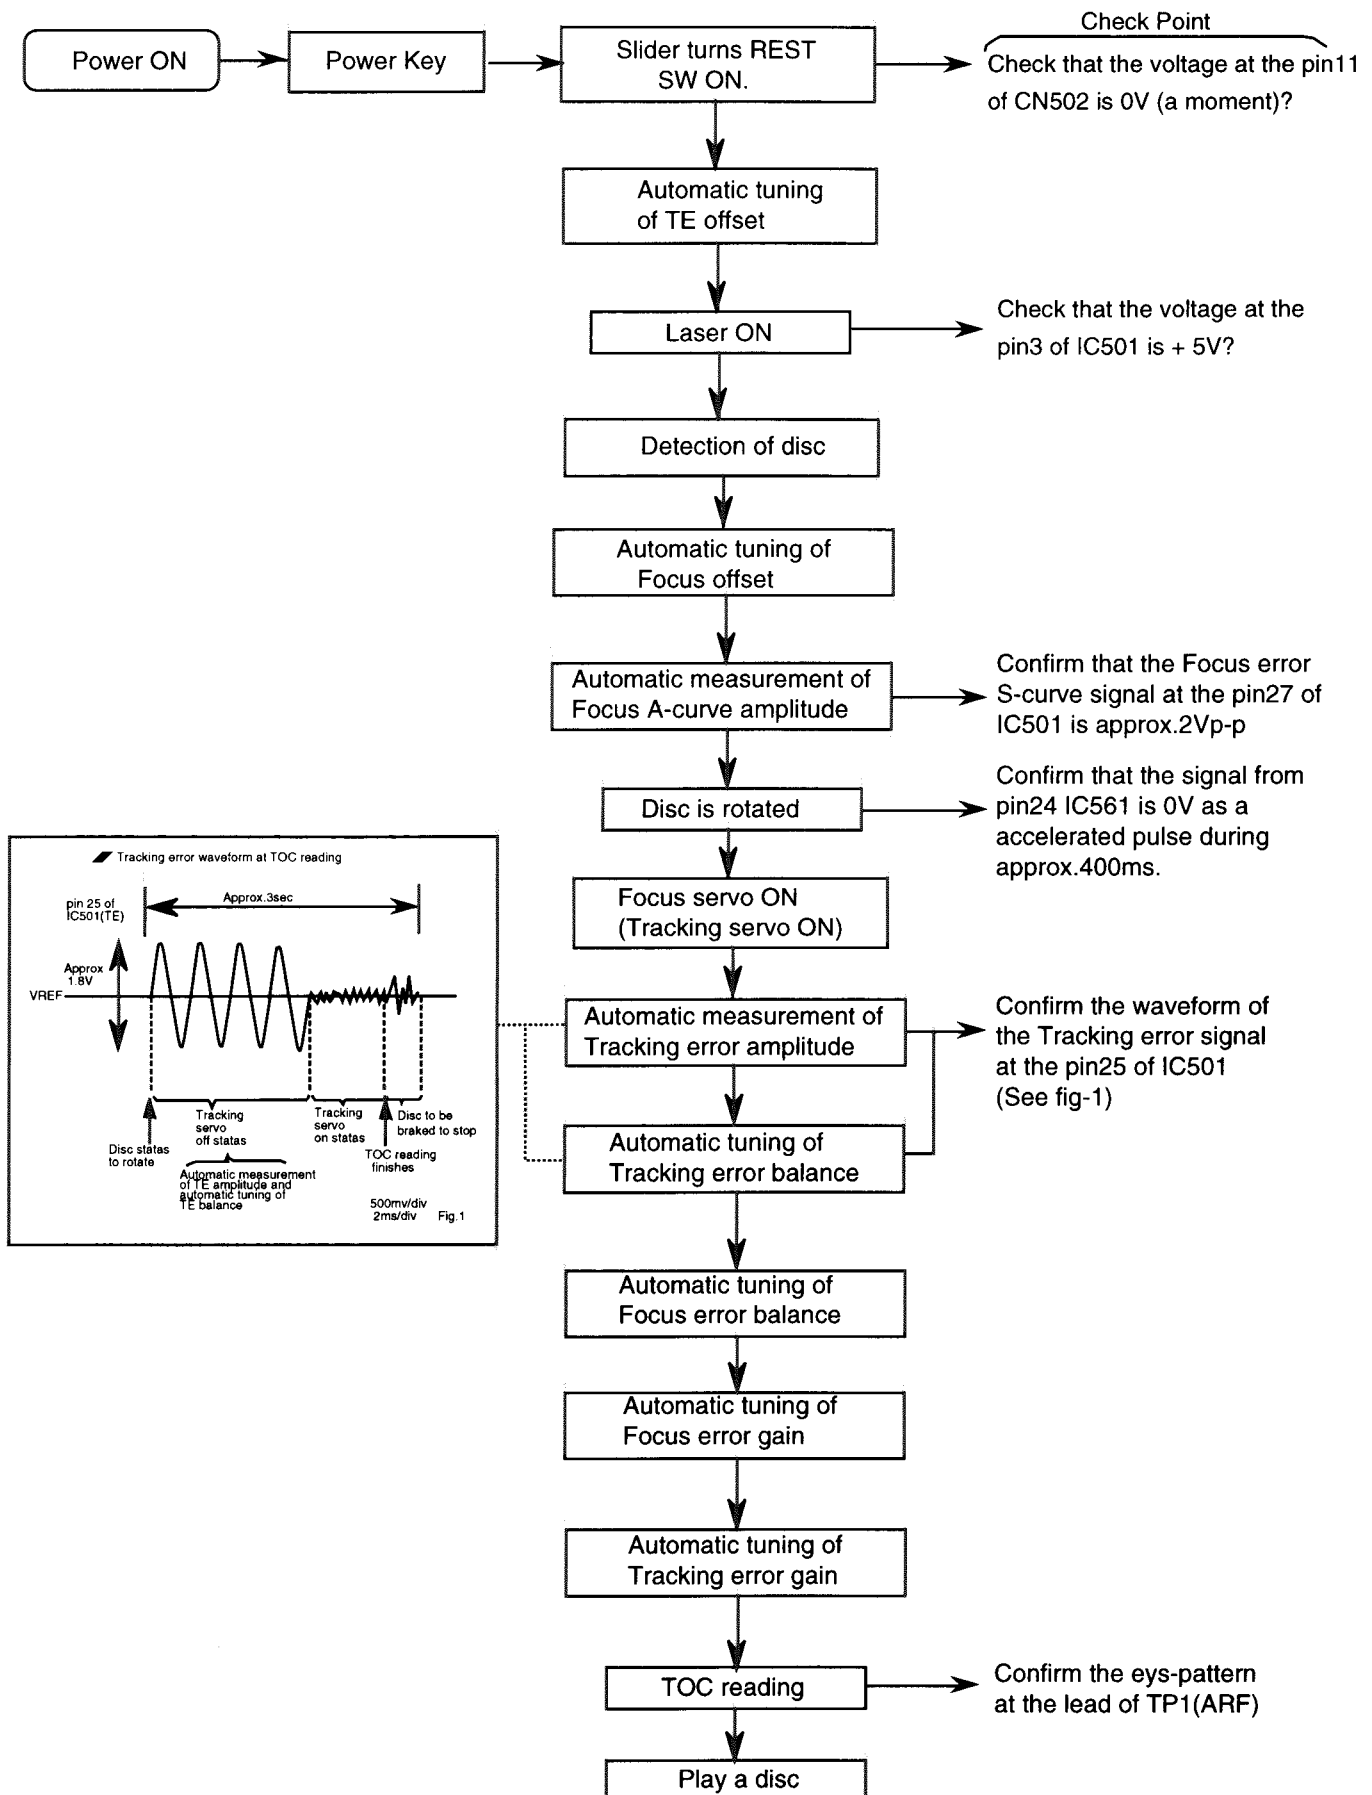 Check Point
Power ON
Power Key
Slider turns REST
SW ON.
Check that the voltage at the pin11
of CN502 is 0V (a moment)?
Automatic tuning
of TE offset
Laser ON
Check that the voltage at the
pin3 of IC501 is + 5V?
Detection of disc
Automatic tuning of
Focus offset
Automatic measurement of
Focus A-curve amplitude
Confirm that the Focus error
S-curve signal at the pin27 of
IC501 is approx.2Vp-p
Disc is rotated
Confirm that the signal from
pin24 IC561 is 0V as a
accelerated pulse during
approx.400ms.
Focus servo ON
(Tracking servo ON)
Tracking error waveform at TOC reading
pin 25 of
IC501(TE)
Approx.3sec
Approx
1.8V
VREF
Tracking
servo
off statas
Tracking
servo
on statas
Disc to be
braked to stop
Disc statas
to rotate
TOC reading
finishes
Automatic measurement
of TE amplitude and
automatic tuning of
TE balance
500mv/div
2ms/div
Fig.1
Automatic measurement of
Tracking error amplitude
Confirm the waveform of
the Tracking error signal
at the pin25 of IC501
(See fig-1)
Automatic tuning of
Tracking error balance
Automatic tuning of
Focus error balance
Automatic tuning of
Focus error gain
Automatic tuning of
Tracking error gain
TOC reading
Confirm the eys-pattern
at the lead of TP1(ARF)
Play a disc